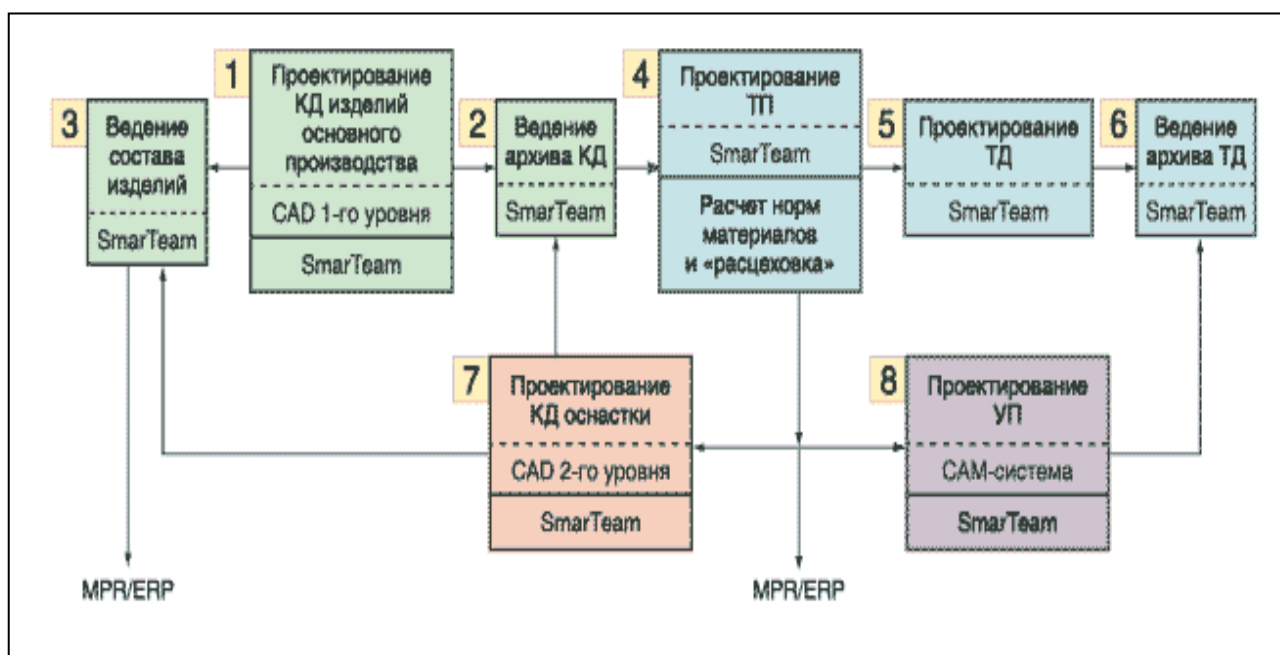 1
Проектирование
КД изделий
основного
производства
CAD 1-го уровня
SmarTeam
3
Ведение
состава
изделий
SmarTeam
2
Ведение
архива КД
SmarTeam
4
Проектирование
ТП
SmarTeam
Расчет норм
материалов
и «расцеховка»
5
Проектирование
ТД
SmarTeam
6
Ведение
архива ТД
SmarTeam
7
Проектирование
КД оснастки
CAD 2-го уровня
SmarTeam
8
Проектирование
УП
CAM-система
SmarTeam
MPR/ERP
MPR/ERP